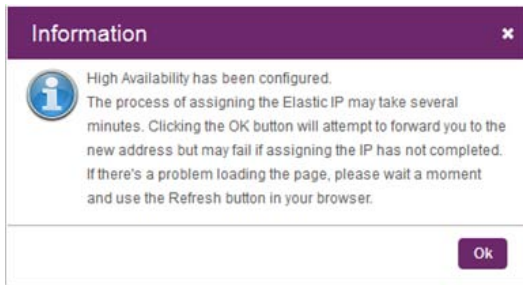 Information
×
High Availability has been configured.
The process of assigning the Elastic IP may take several
minutes. Clicking the OK button will attempt to forward you to the
new address but may fail if assigning the IP has not completed.
If there's a problem loading the page, please wait a moment
and use the Refresh button in your browser.
Ok